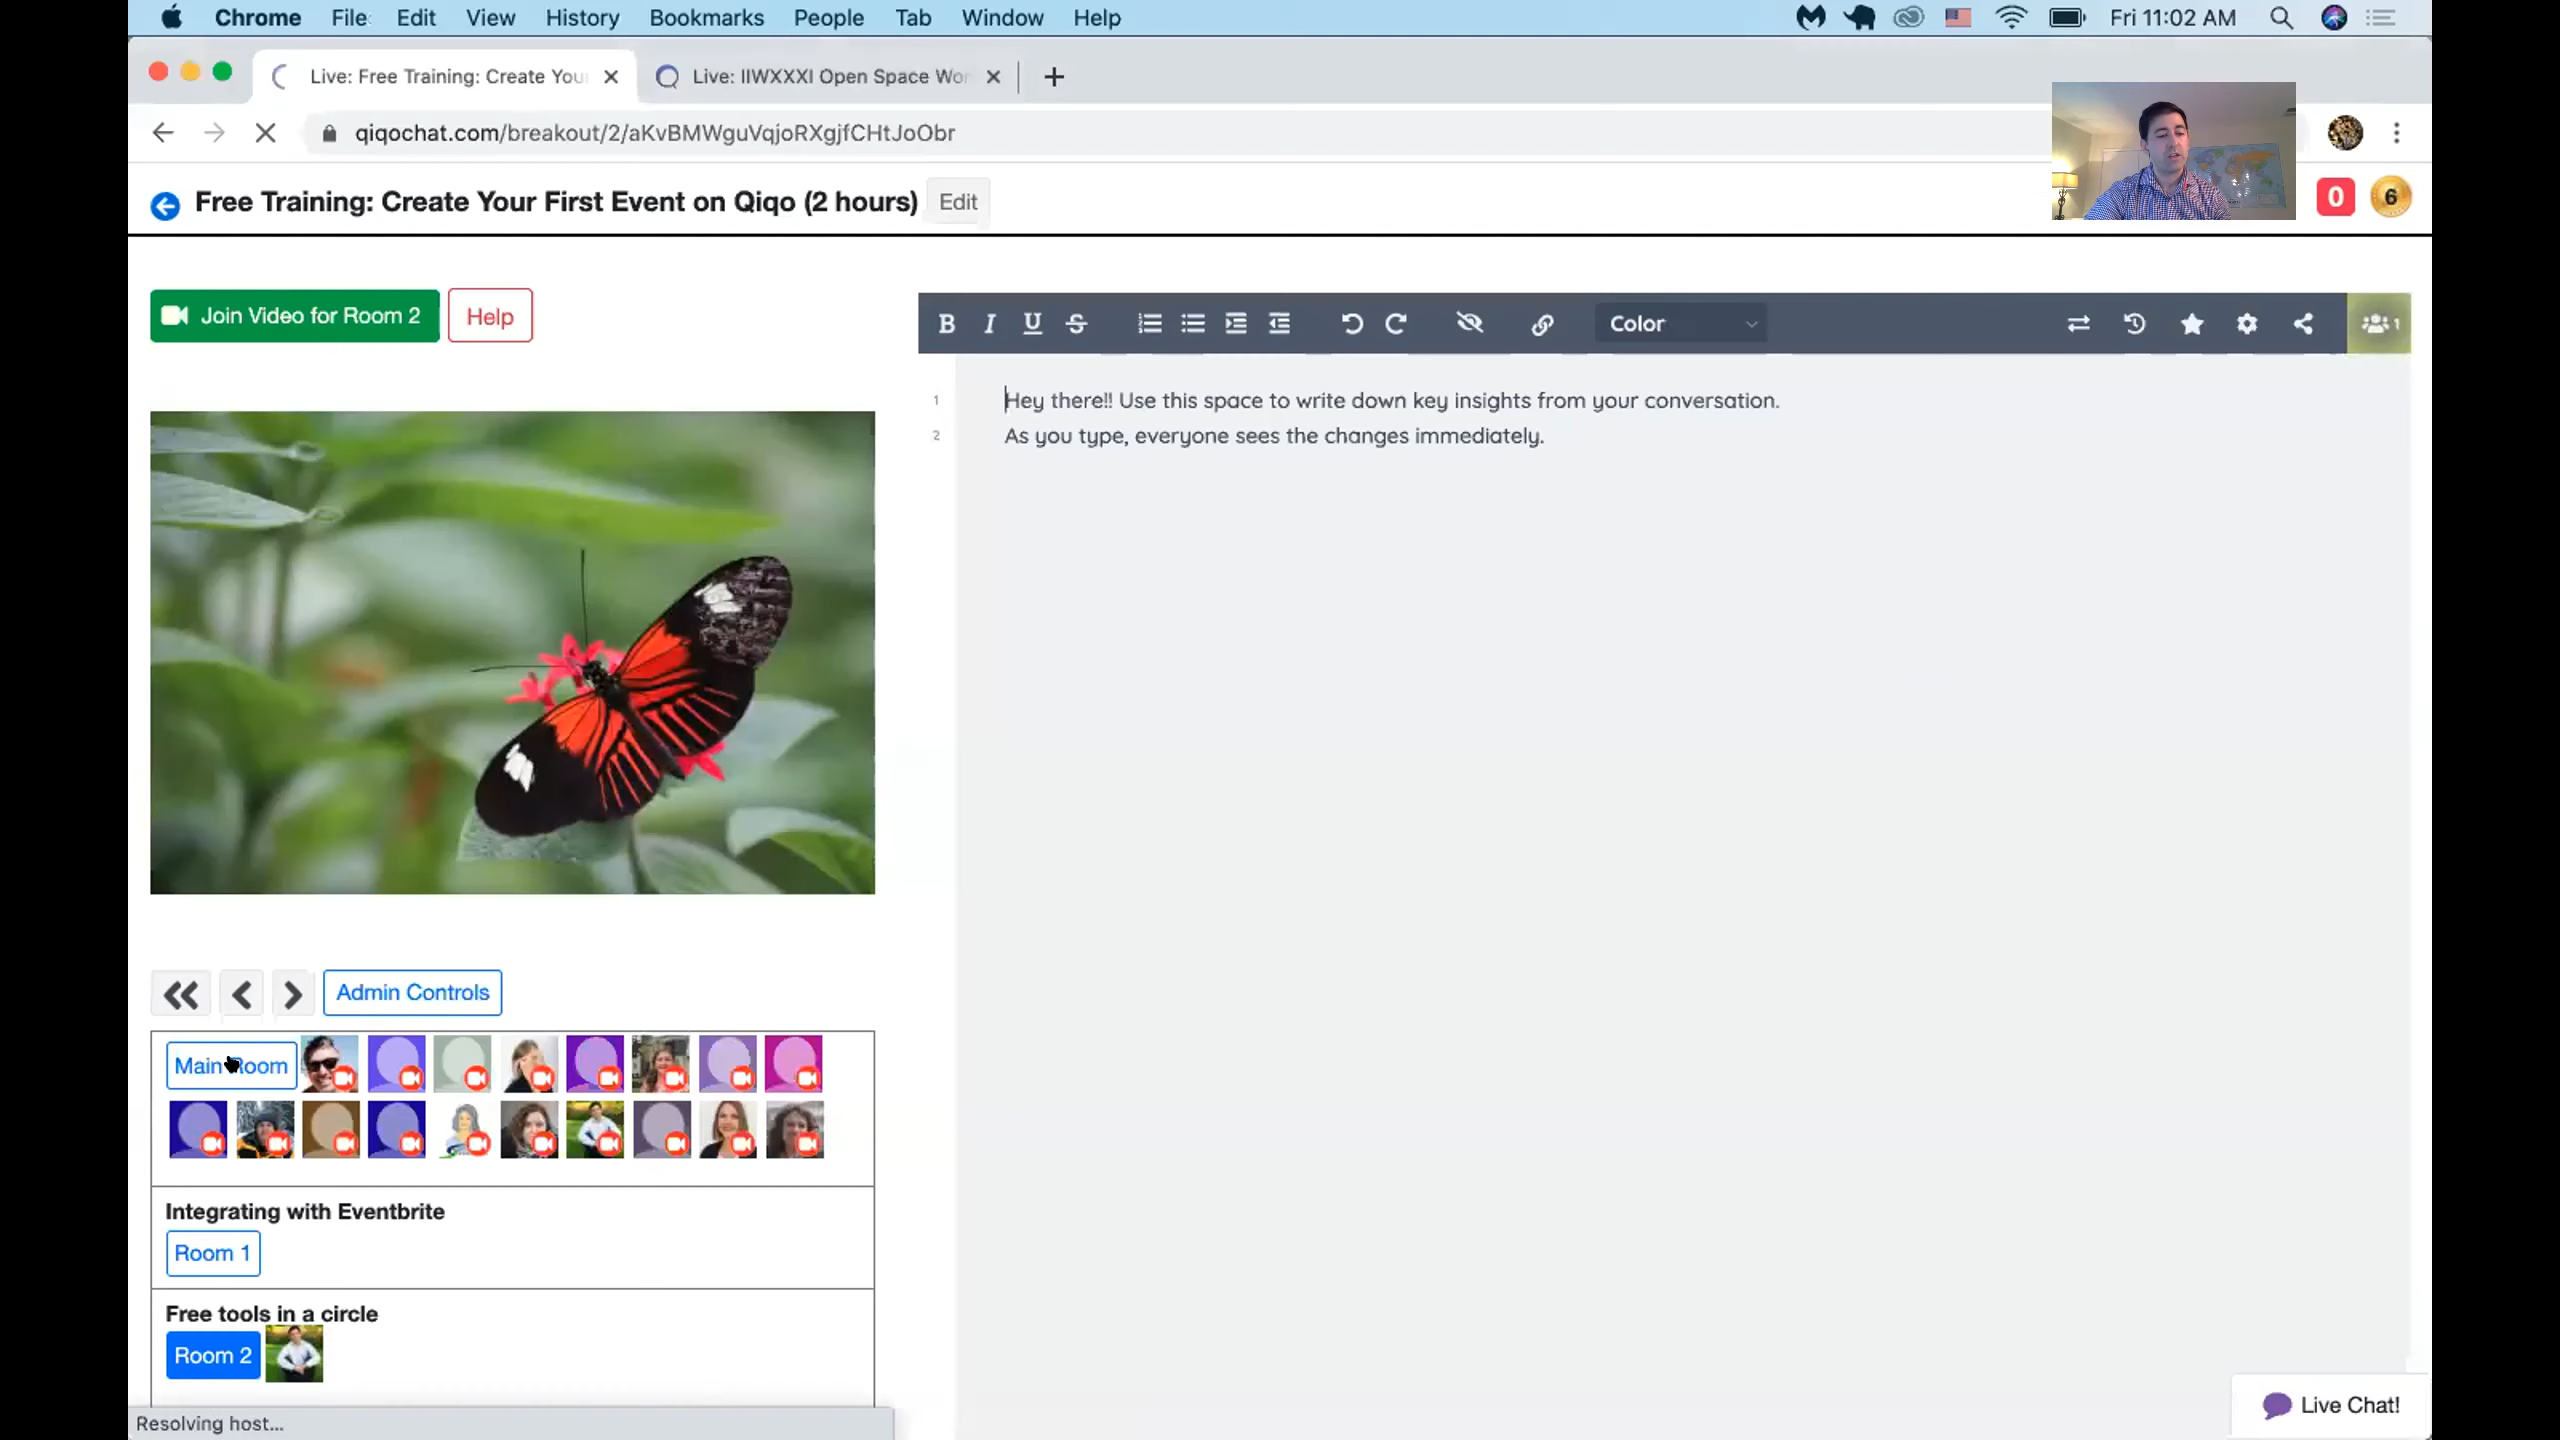 Chrome File Edit View History Bookmarks People Tab Window Help Fri 11:02 AM
Live: Free Training: Create You Live: IIWXXXI Open Space Wor
qiqochat.com/breakout/2/aKvBMWguVqjoRXgjfCHtJoObr
Free Training: Create Your First Event on Qiqo (2 hours) Edit 0 6
Join Video for Room 2 Help
B I U S Color 1
1 Hey there!! Use this space to write down key insights from your conversation.
2 As you type, everyone sees the changes immediately.
Admin Controls
Main Room
Integrating with Eventbrite
Room 1
Free tools in a circle
Room 2
Live Chat!
Resolving host...